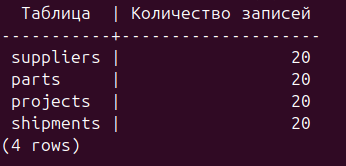 Таблица | Количество записей
-----------+--------------------
suppliers | 20
parts | 20
projects | 20
shipments | 20
(4 rows)